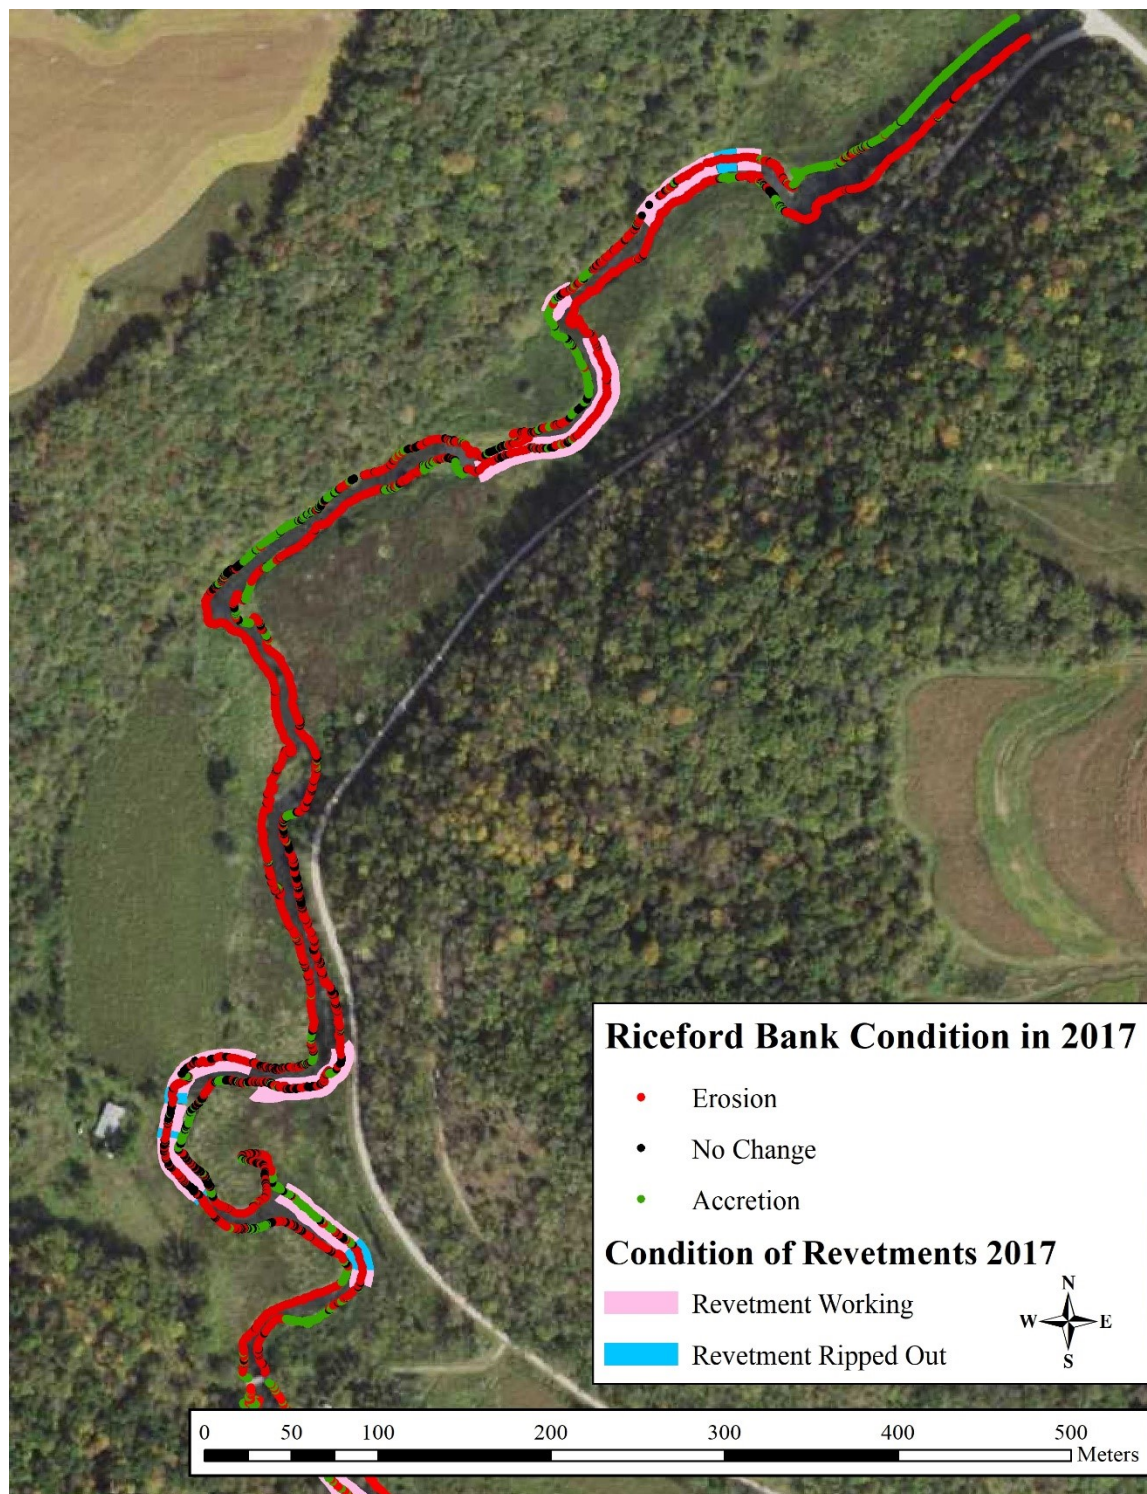 Riceford Bank Condition in 2017
Erosion
No Change
Accretion
Condition of Revetments 2017
Revetment Working
Revetment Ripped Out
N
W E
S
0 50 100 200 300 400 500
Meters